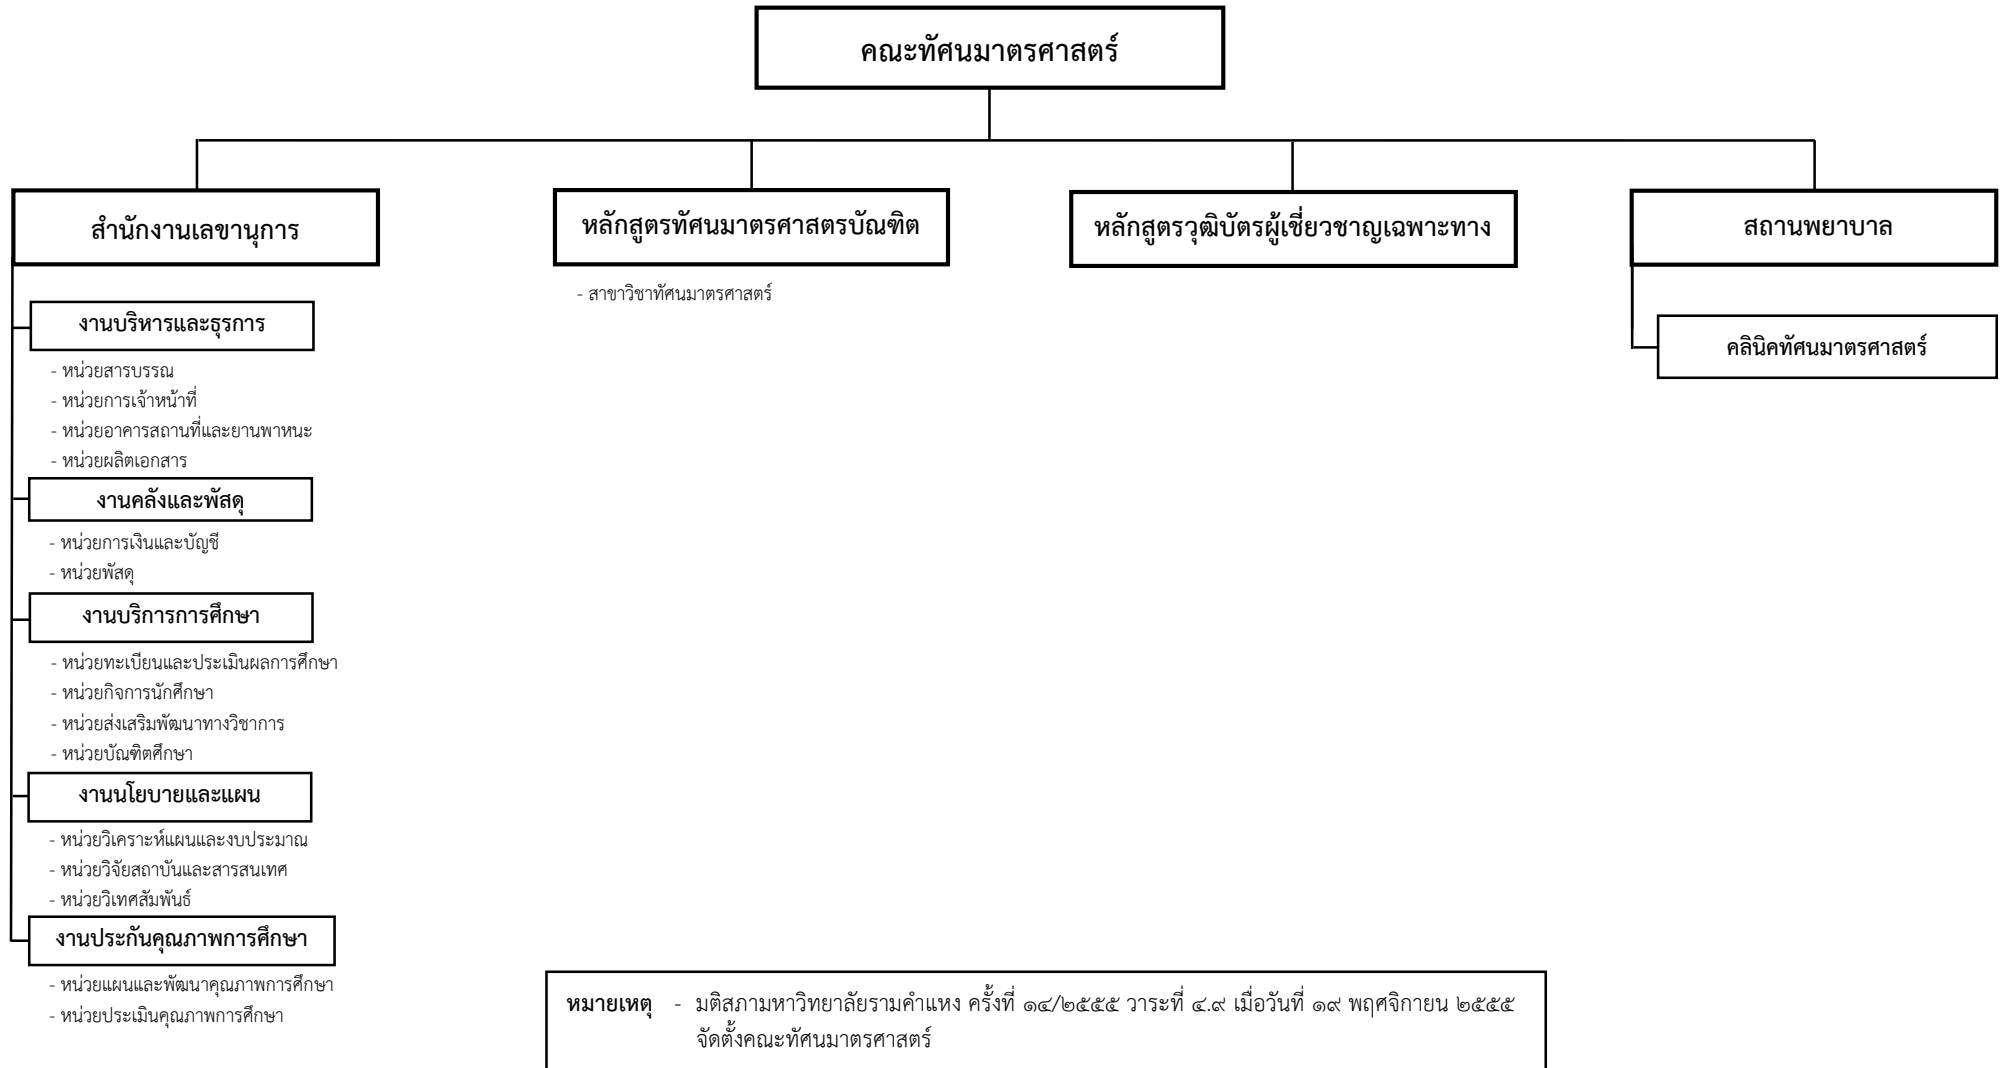 คณะทัศนมาตรศาสตร์
สำนักงานเลขานุการ
งานบริหารและธุรการ
- หน่วยสารบรรณ
- หน่วยการเจ้าหน้าที่
- หน่วยอาคารสถานที่และยานพาหนะ
- หน่วยผลิตเอกสาร
งานคลังและพัสดุ
- หน่วยการเงินและบัญชี
- หน่วยพัสดุ
งานบริการการศึกษา
- หน่วยทะเบียนและประเมินผลการศึกษา
- หน่วยกิจการนักศึกษา
- หน่วยส่งเสริมพัฒนาทางวิชาการ
- หน่วยบัณฑิตศึกษา
งานนโยบายและแผน
- หน่วยวิเคราะห์แผนและงบประมาณ
- หน่วยวิจัยสถาบันและสารสนเทศ
- หน่วยวิเทศสัมพันธ์
งานประกันคุณภาพการศึกษา
- หน่วยแผนและพัฒนาคุณภาพการศึกษา
- หน่วยประเมินคุณภาพการศึกษา
หลักสูตรทัศนมาตรศาสตรบัณฑิต
- สาขาวิชาทัศนมาตรศาสตร์
หลักสูตรวุฒิบัตรผู้เชี่ยวชาญเฉพาะทาง
สถานพยาบาล
คลินิคทัศนมาตรศาสตร์
หมายเหตุ - มติสภามหาวิทยาลัยรามคำแหง ครั้งที่ ๑๔/๒๕๕๕ วาระที่ ๔.๙ เมื่อวันที่ ๑๙ พฤศจิกายน ๒๕๕๕
จัดตั้งคณะทัศนมาตรศาสตร์